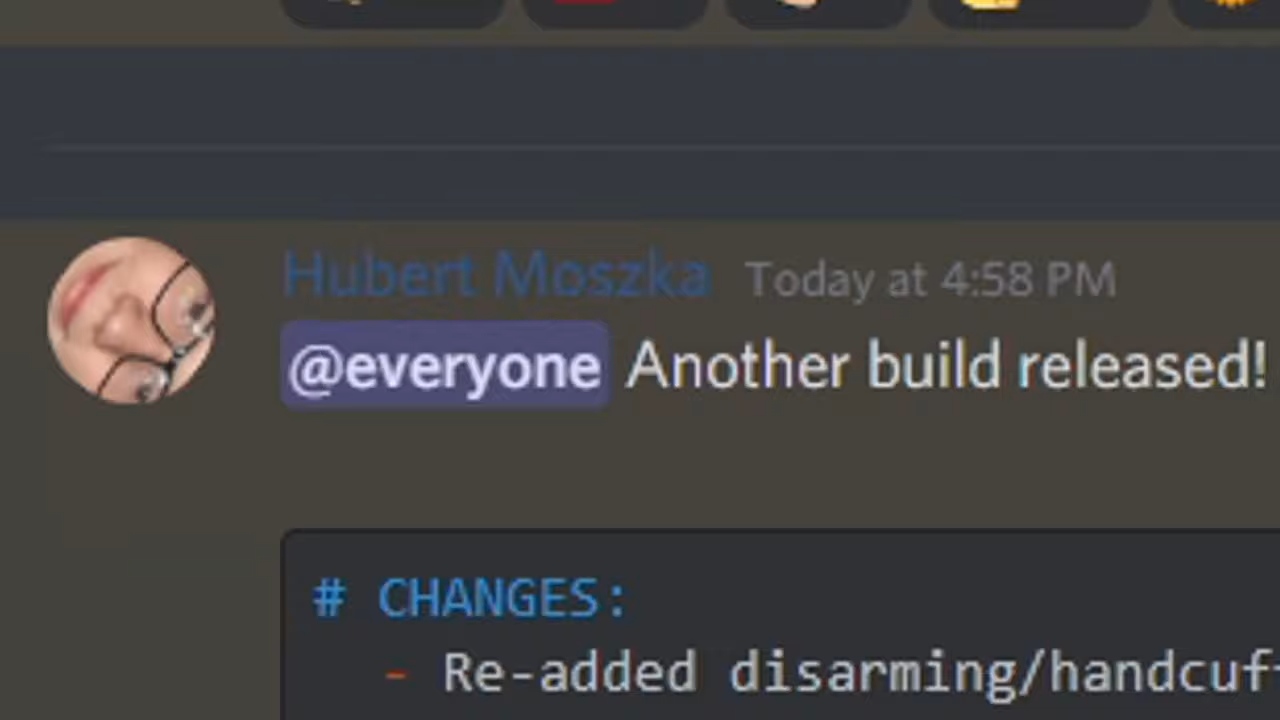 Hubert Moszka Today at 4:58 PM
@everyone Another build released!
# CHANGES:
- Re-added disarming/handcuf